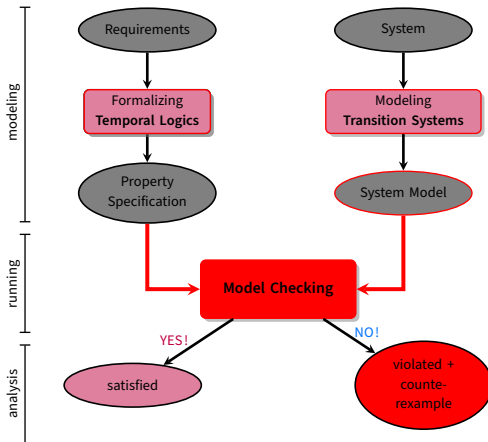 Requirements
System
modeling
Formalizing
Temporal Logics
Modeling
Transition Systems
Property
Specification
System Model
running
Model Checking
YES!
NO!
analysis
satisfied
violated +
counte-
rexample